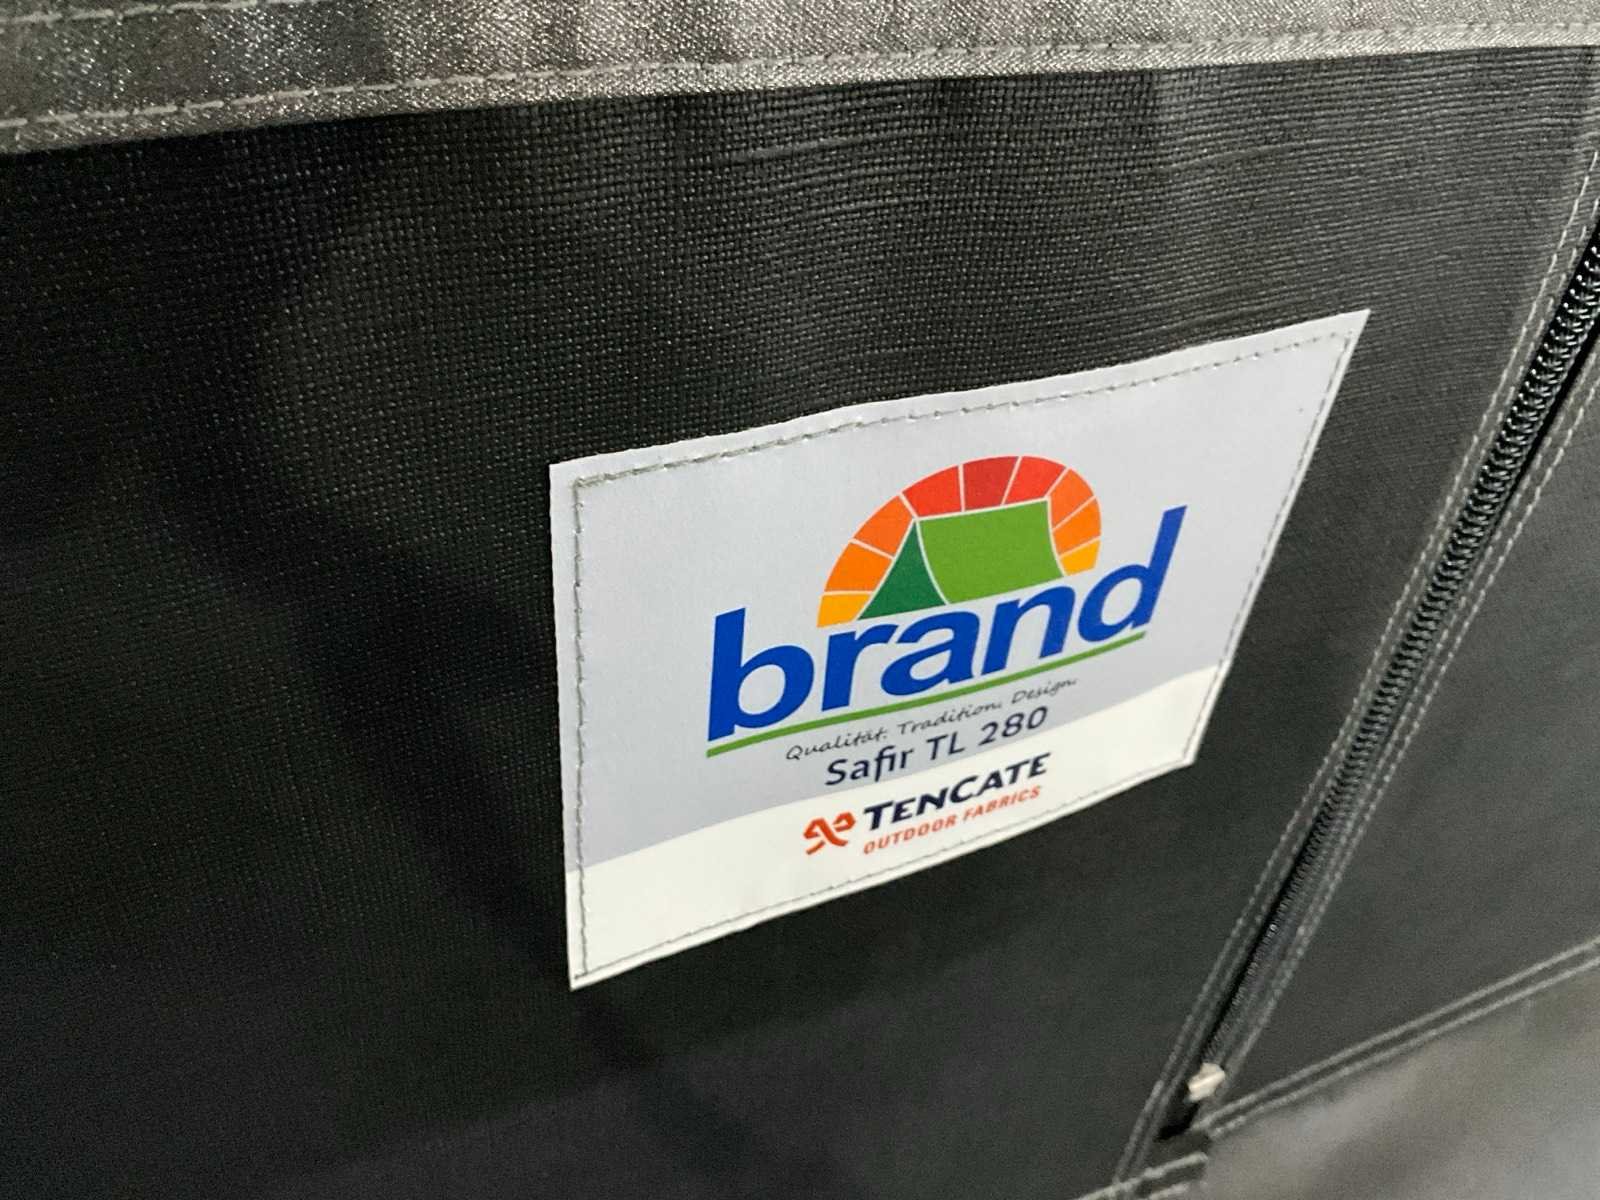 brand
Qualität. Tradition. Design.
Safir TL 280
TENCATE
OUTDOOR FABRICS